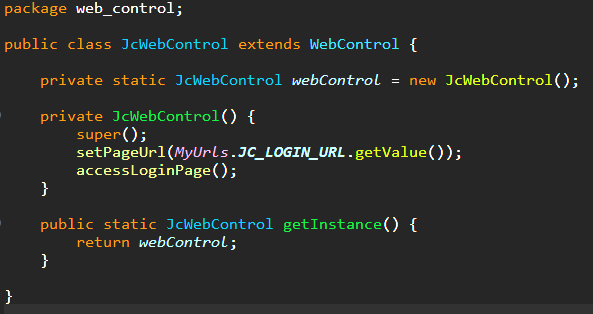 package web_control;
public class JcWebControl extends WebControl {
private static JcWebControl webControl = new JcWebControl();
private JcWebControl() {
super();
setPageUrl(MyUrls.JC_LOGIN_URL.getValue());
accessLoginPage();
}
public static JcWebControl getInstance() {
return webControl;
}
}